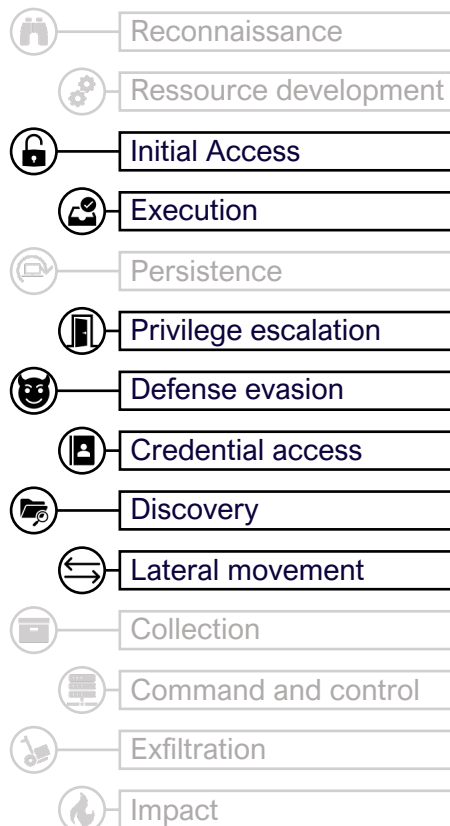 Reconnaissance
Ressource development
Initial Access
Execution
Persistence
Privilege escalation
Defense evasion
Credential access
Discovery
Lateral movement
Collection
Command and control
Exfiltration
Impact